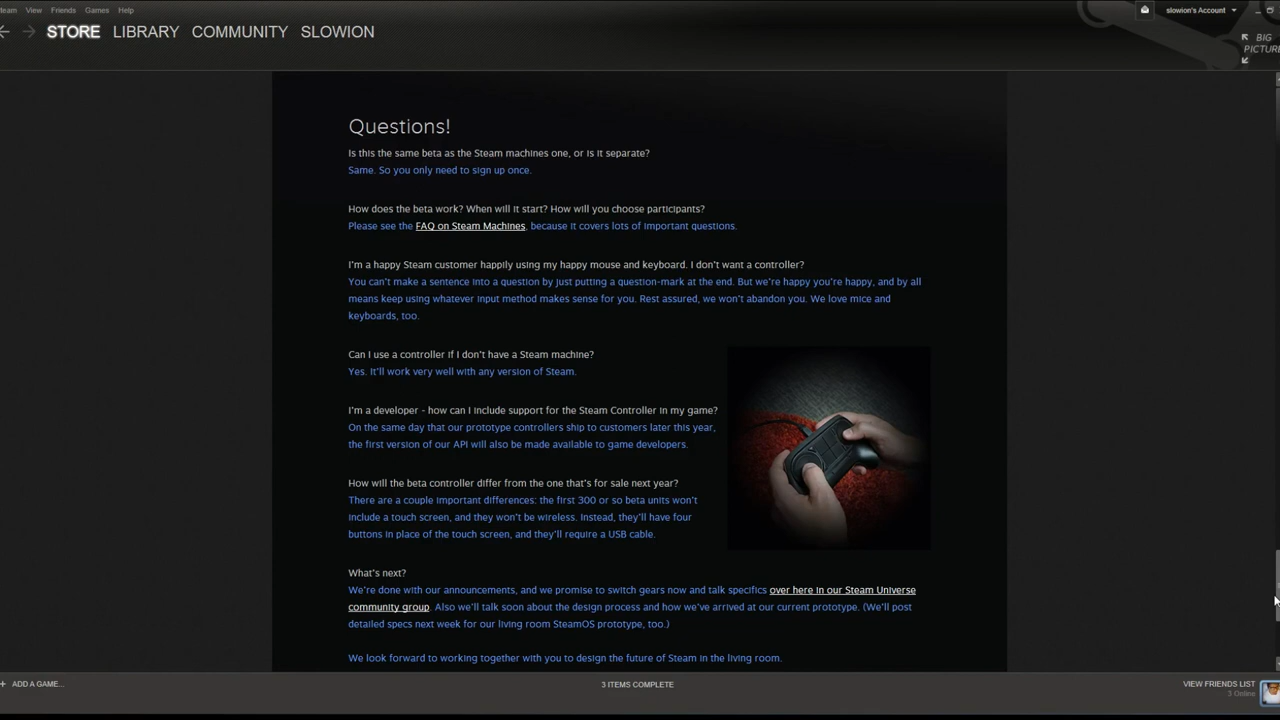 View Friends Games Help
slowion's Account
STORE LIBRARY COMMUNITY SLOWION
BIG
PICTURE
Questions!
Is this the same beta as the Steam machines one, or is it separate?
Same. So you only need to sign up once.
How does the beta work? When will it start? How will you choose participants?
Please see the FAQ on Steam Machines, because it covers lots of important questions.
I'm a happy Steam customer happily using my happy mouse and keyboard. I don't want a controller?
You can't make a sentence into a question by just putting a question-mark at the end. But we're happy you're happy, and by all
means keep using whatever input method makes sense for you. Rest assured, we won't abandon you. We love mice and
keyboards, too.
Can I use a controller if I don't have a Steam machine?
Yes. It'll work very well with any version of Steam.
I'm a developer - how can I include support for the Steam Controller in my game?
On the same day that our prototype controllers ship to customers later this year,
the first version of our API will also be made available to game developers.
How will the beta controller differ from the one that's for sale next year?
There are a couple important differences: the first 300 or so beta units won't
include a touch screen, and they won't be wireless. Instead, they'll have four
buttons in place of the touch screen, and they'll require a USB cable.
What's next?
We're done with our announcements, and we promise to switch gears now and talk specifics over here in our Steam Universe
community group. Also we'll talk soon about the design process and how we've arrived at our current prototype. (We'll post
detailed specs next week for our living room SteamOS prototype, too.)
We look forward to working together with you to design the future of Steam in the living room.
+ ADD A GAME...
3 ITEMS COMPLETE
VIEW FRIENDS LIST
3 Online